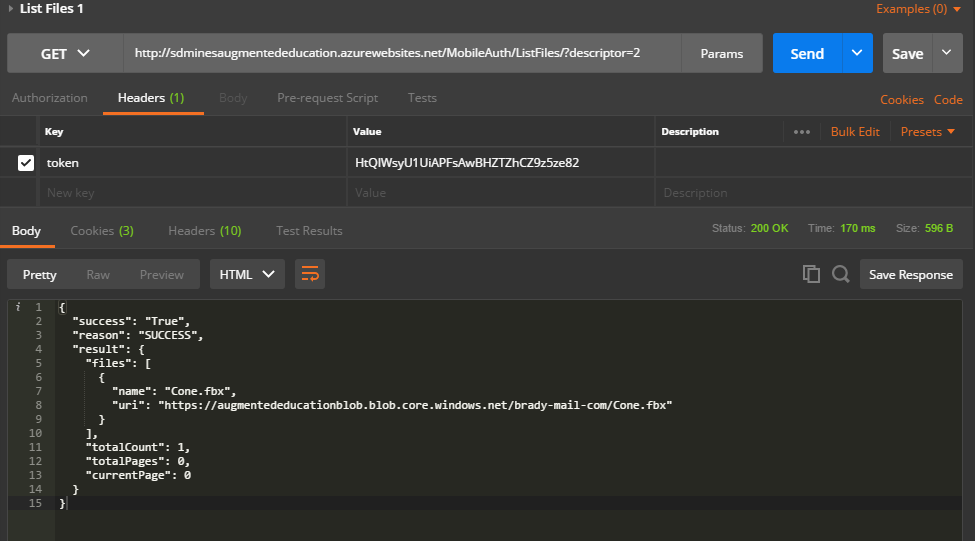 List Files 1 Examples (0)
GET http://sdminesaugmentededucation.azurewebsites.net/MobileAuth/ListFiles/?descriptor=2 Params Send Save
Authorization Headers (1) Body Pre-request Script Tests Cookies Code
Key Value Description ••• Bulk Edit Presets
token HtQIWsyU1UiAPFsAwBHZTZhCZ9z5ze82
New key Value Description
Body Cookies (3) Headers (10) Test Results Status: 200 OK Time: 170 ms Size: 596 B
Pretty Raw Preview HTML Save Response
i 1 {
2 "success": "True",
3 "reason": "SUCCESS",
4 "result": {
5 "files": [
6 {
7 "name": "Cone.fbx",
8 "uri": "https://augmentededucationblob.blob.core.windows.net/brady-mail-com/Cone.fbx"
9 }
10 ],
11 "totalCount": 1,
12 "totalPages": 0,
13 "currentPage": 0
14 }
15 }